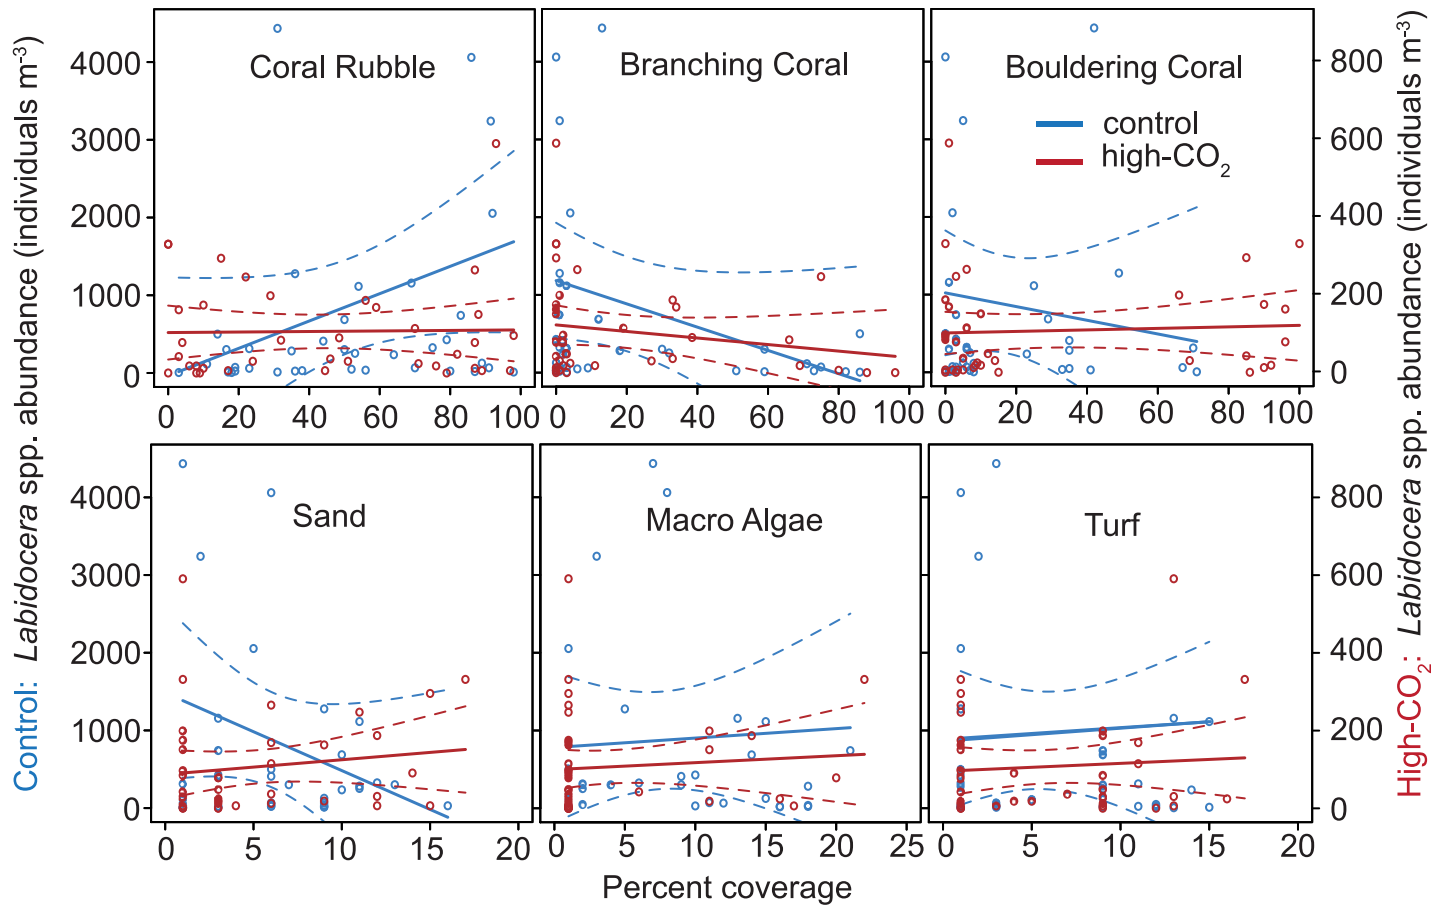 Control: Labidocera spp. abundance (individuals m-3)
4000
3000
2000
1000
0
Coral Rubble
0 20 40 60 80 100
Branching Coral
0 20 40 60 80 100
Bouldering Coral
control
high-CO2
0 20 40 60 80 100
800
600
400
200
0
High-CO2: Labidocera spp. abundance (individuals m-3)
4000
3000
2000
1000
0
Sand
0 5 10 15 20
Macro Algae
0 5 10 15 20 25
Turf
0 5 10 15 20
800
600
400
200
0
Percent coverage